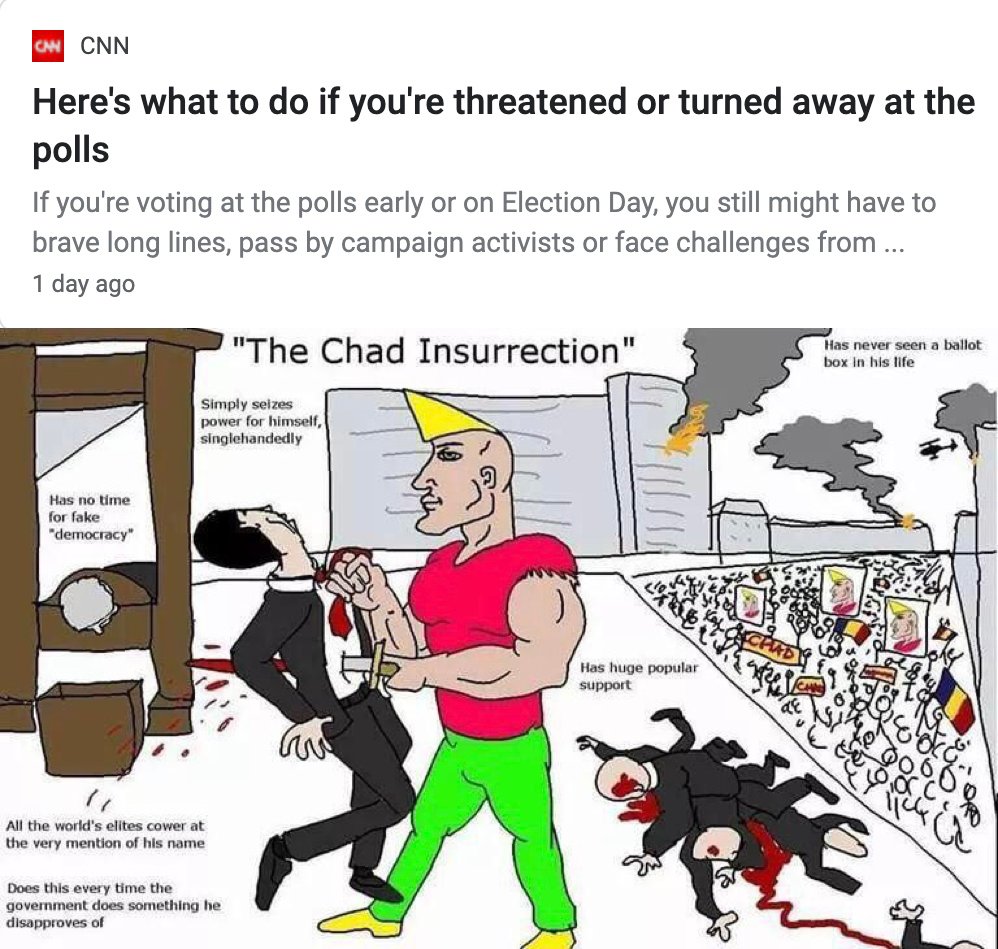 CNN CNN
Here's what to do if you're threatened or turned away at the
polls
If you're voting at the polls early or on Election Day, you still might have to
brave long lines, pass by campaign activists or face challenges from ...
1 day ago
"The Chad Insurrection"
Has never seen a ballot
box in his life
Simply seizes
power for himself,
singlehandedly
Has no time
for fake
"democracy"
CHAD
Has huge popular
support
All the world's elites cower at
the very mention of his name
Does this every time the
government does something he
disapproves of